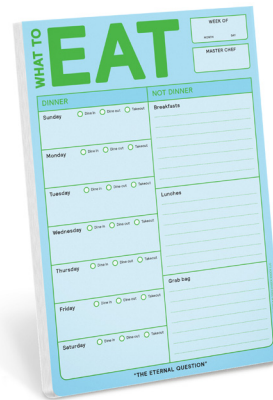 WHAT TO
EAT
WEEK OF
MONTH DAY
MASTER CHEF
DINNER
NOT DINNER
Sunday Dine in Dine out Takeout
Breakfasts
Monday Dine in Dine out Takeout
Tuesday Dine in Dine out Takeout
Lunches
Wednesday Dine in Dine out Takeout
Thursday Dine in Dine out Takeout
Grab bag
Friday Dine in Dine out Takeout
Saturday Dine in Dine out Takeout
"THE ETERNAL QUESTION"